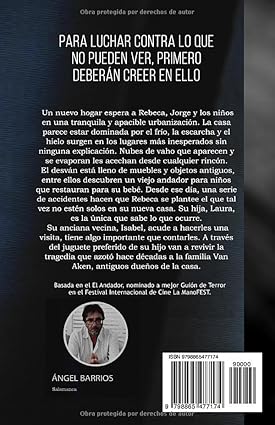 Obra protegido por derechos de autor
PARA LUCHAR CONTRA LO QUE
NO PUEDEN VER, PRIMERO
DEBERÁN CREER EN ELLO
Un nuevo hogar espera a Rebeca, Jorge y los niños
en una tranquila y apacible urbanización. La casa
parece estar dominada por el frío, la escarcha y el
hielo surgen en los lugares más inesperados sin
ninguna explicación. Nubes de vaho que aparecen y
se evaporan les acechan desde cualquier rincón.
El desván está lleno de muebles y objetos antiguos,
entre ellos descubren un viejo andador para niños
que restauran para su bebé. Desde ese día, una serie
de accidentes hacen que Rebeca se plantee el que tal
vez no estén solos en su nueva casa. Su hija, Laura,
es la única que sabe lo que ocurre.
Su anciana vecina, Isabel, acude a hacerles una
visita, tiene algo importante que contarles. A través
del juguete preferido de su hijo van a revivir la
tragedia que azotó hace décadas a la familia Van
Aken, antiguos dueños de la casa.
Basada en el El Andador, nominado a mejor Guión de Terror
en el Festival Internacional de Cine La ManoFEST.
ÁNGEL BARRIOS
Salamanca
ISBN 9798865477174
90000
9 798865 477174
Obra protegido por derechos de autor